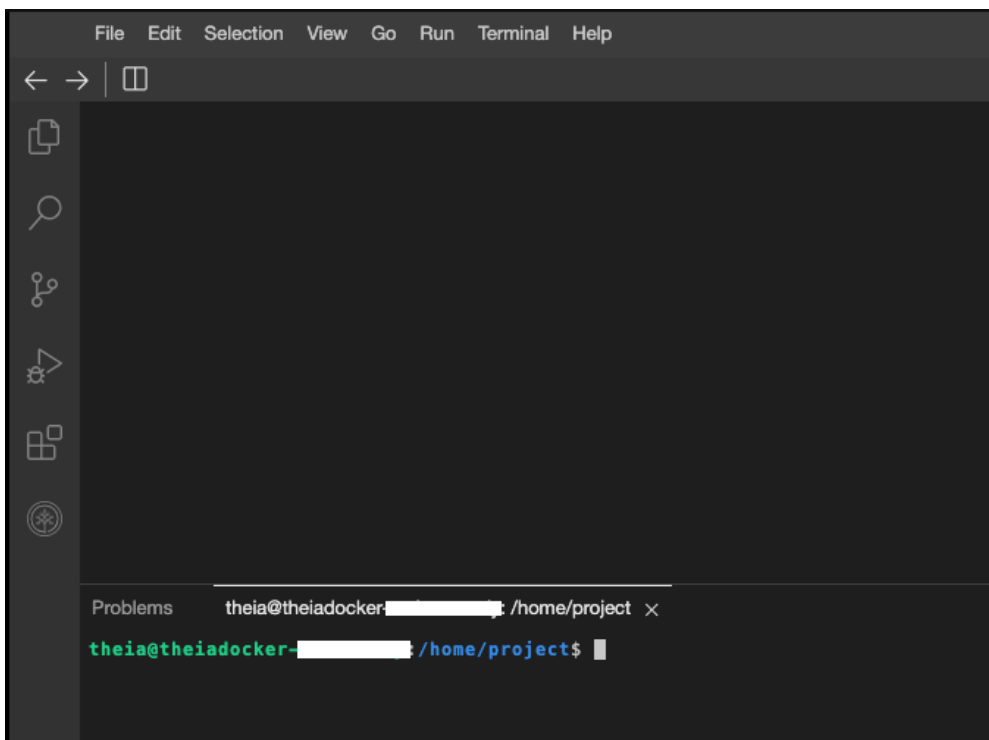 File Edit Selection View Go Run Terminal Help
Problems theia@theiadocker- : /home/project ×
theia@theiadocker- :/home/project$